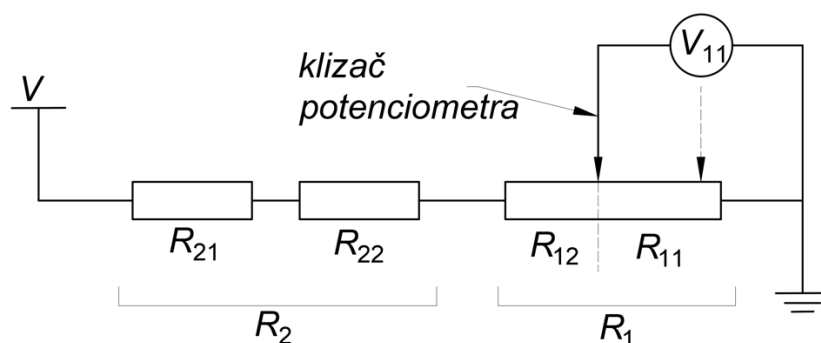 V₁₁
klizač
potenciometra
V
R₂₁
R₂₂
R₁₂
R₁₁
R₂
R₁